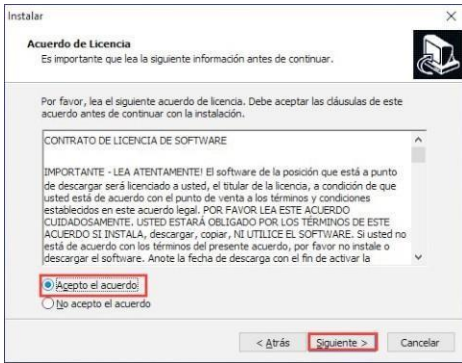 Instalar
Acuerdo de Licencia
Es importante que lea la siguiente información antes de continuar.
Por favor, lea el siguiente acuerdo de licencia. Debe aceptar las cláusulas de este
acuerdo antes de continuar con la instalación.
CONTRATO DE LICENCIA DE SOFTWARE
IMPORTANTE - LEA ATENTAMENTE! El software de la posición que está a punto
de descargar será licenciado a usted, el titular de la licencia, a condición de que
usted está de acuerdo con el punto de venta a los términos y condiciones
establecidos en este acuerdo legal. POR FAVOR LEA ESTE ACUERDO
CUIDADOSAMENTE. USTED ESTARÁ OBLIGADO POR LOS TÉRMINOS DE ESTE
ACUERDO SI INSTALA, descargar, copiar, NI UTILICE EL SOFTWARE. Si usted no
está de acuerdo con los términos del presente acuerdo, por favor no instale o
descargar el software. Anote la fecha de descarga con el fin de activar la
Acepto el acuerdo
No acepto el acuerdo
< Atrás Siguiente > Cancelar